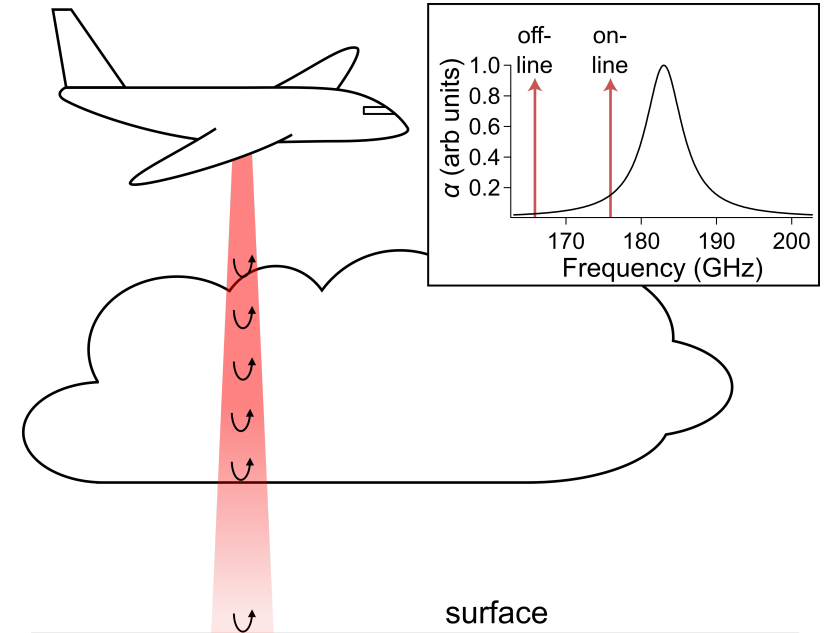 off-
line
on-
line
α (arb units)
1.0
0.8
0.6
0.4
0.2
170 180 190 200
Frequency (GHz)
surface